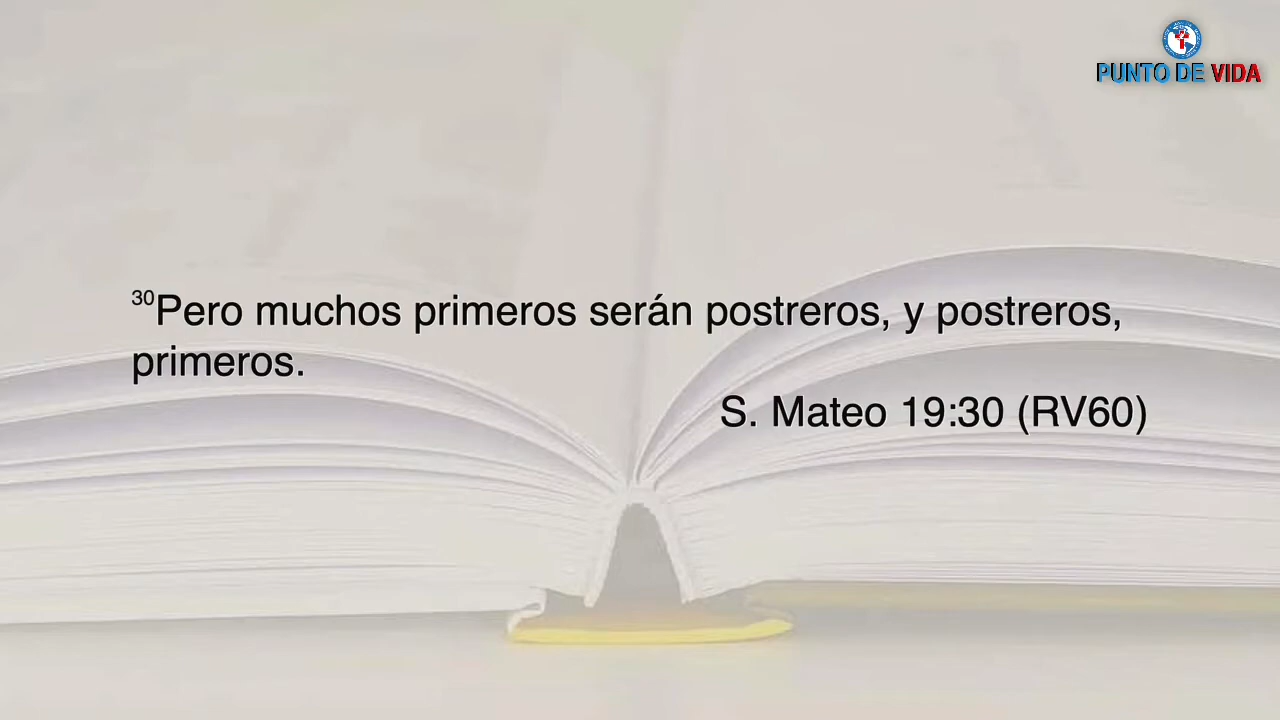 PUNTO DE VIDA
30Pero muchos primeros serán postreros, y postreros,
primeros.
S. Mateo 19:30 (RV60)